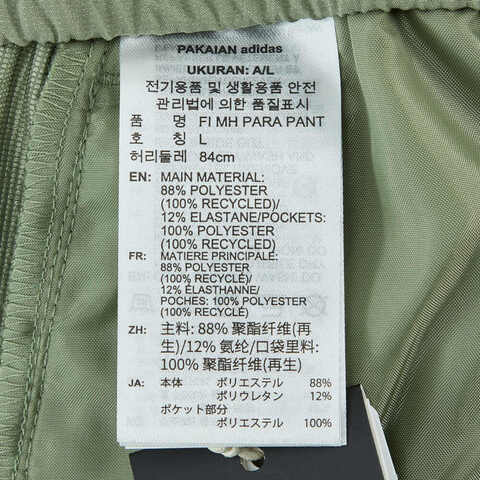 PAKAIAN adidas
UKURAN: A/L
전기용품 및 생활용품 안전
관리법에 의한 품질표시
품 명 FI MH PARA PANT
호 칭 L
허리둘레 84cm
EN: MAIN MATERIAL:
88% POLYESTER
(100% RECYCLED)/
12% ELASTANE/POCKETS:
100% POLYESTER
(100% RECYCLED)
FR: MATIERE PRINCIPALE:
88% POLYESTER
(100% RECYCLÉ)/
12% ÉLASTHANNE/
POCHES: 100% POLYESTER
(100% RECYCLÉ)
ZH: 主料: 88% 聚酯纤维(再
生)/12% 氨纶/口袋里料:
100% 聚酯纤维(再生)
JA: 本体 ポリエステル 88%
ポリウレタン 12%
ポケット部分
ポリエステル 100%